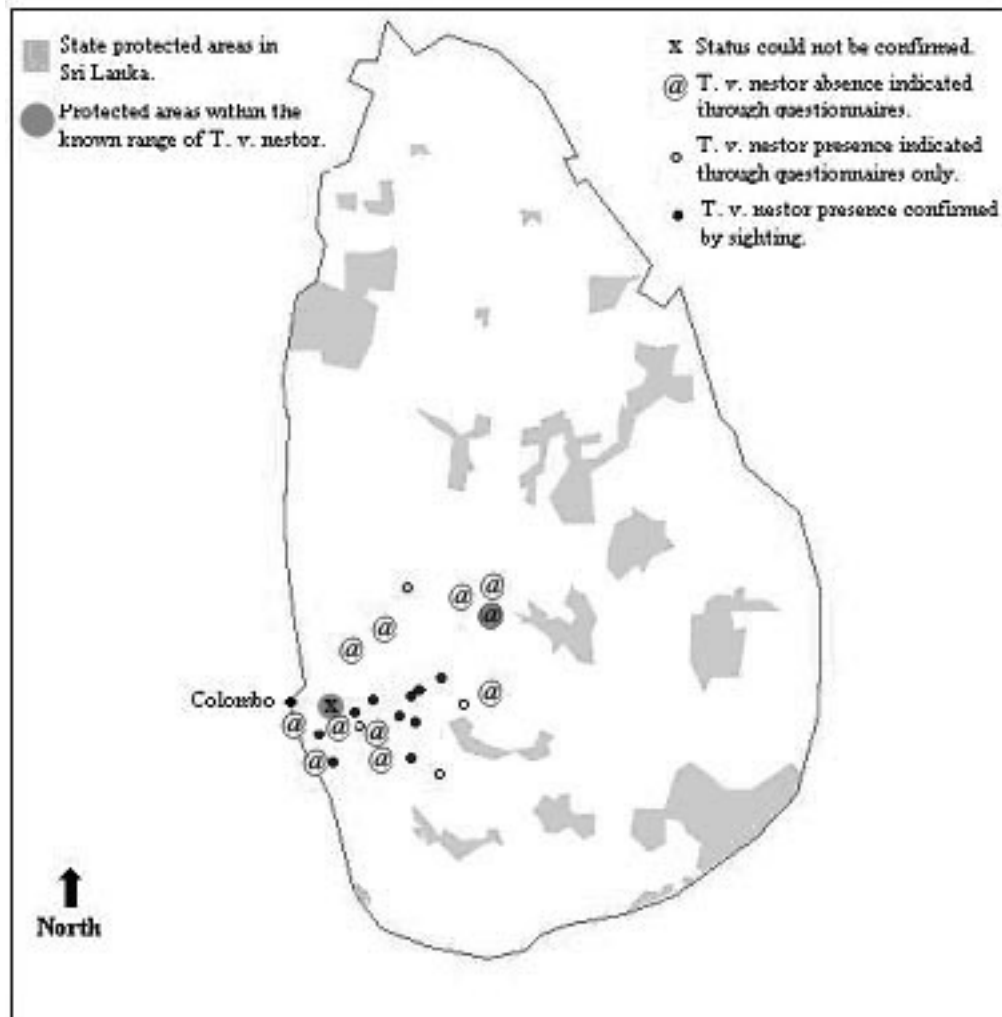 State protected areas in
Sri Lanka.
Protected areas within the
known range of T. v. nestor.
x Status could not be confirmed.
@ T. v. nestor absence indicated
through questionnaires.
T. v. nestor presence indicated
through questionnaires only.
T. v. nestor presence confirmed
by sighting.
@
@
@
@
@
@
Colombo
x
@
@
@
@
@
North